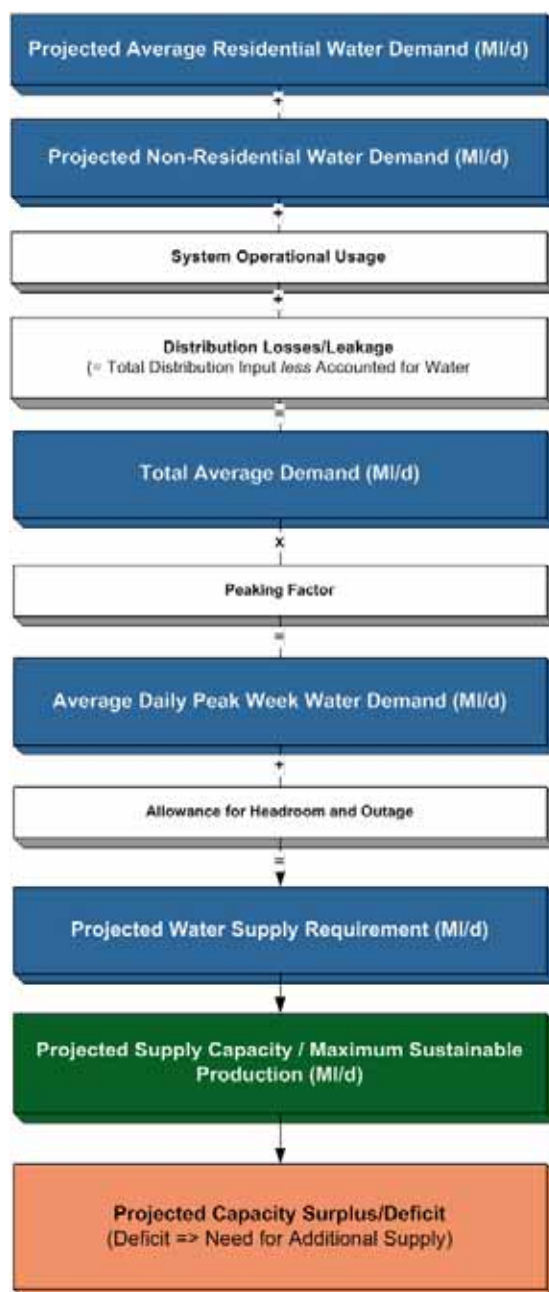 Projected Average Residential Water Demand (Ml/d)
+
Projected Non-Residential Water Demand (Ml/d)
+
System Operational Usage
+
Distribution Losses/Leakage
(= Total Distribution Input less Accounted for Water
=
Total Average Demand (Ml/d)
x
Peaking Factor
=
Average Daily Peak Week Water Demand (Ml/d)
+
Allowance for Headroom and Outage
=
Projected Water Supply Requirement (Ml/d)
Projected Supply Capacity / Maximum Sustainable
Production (Ml/d)
Projected Capacity Surplus/Deficit
(Deficit => Need for Additional Supply)